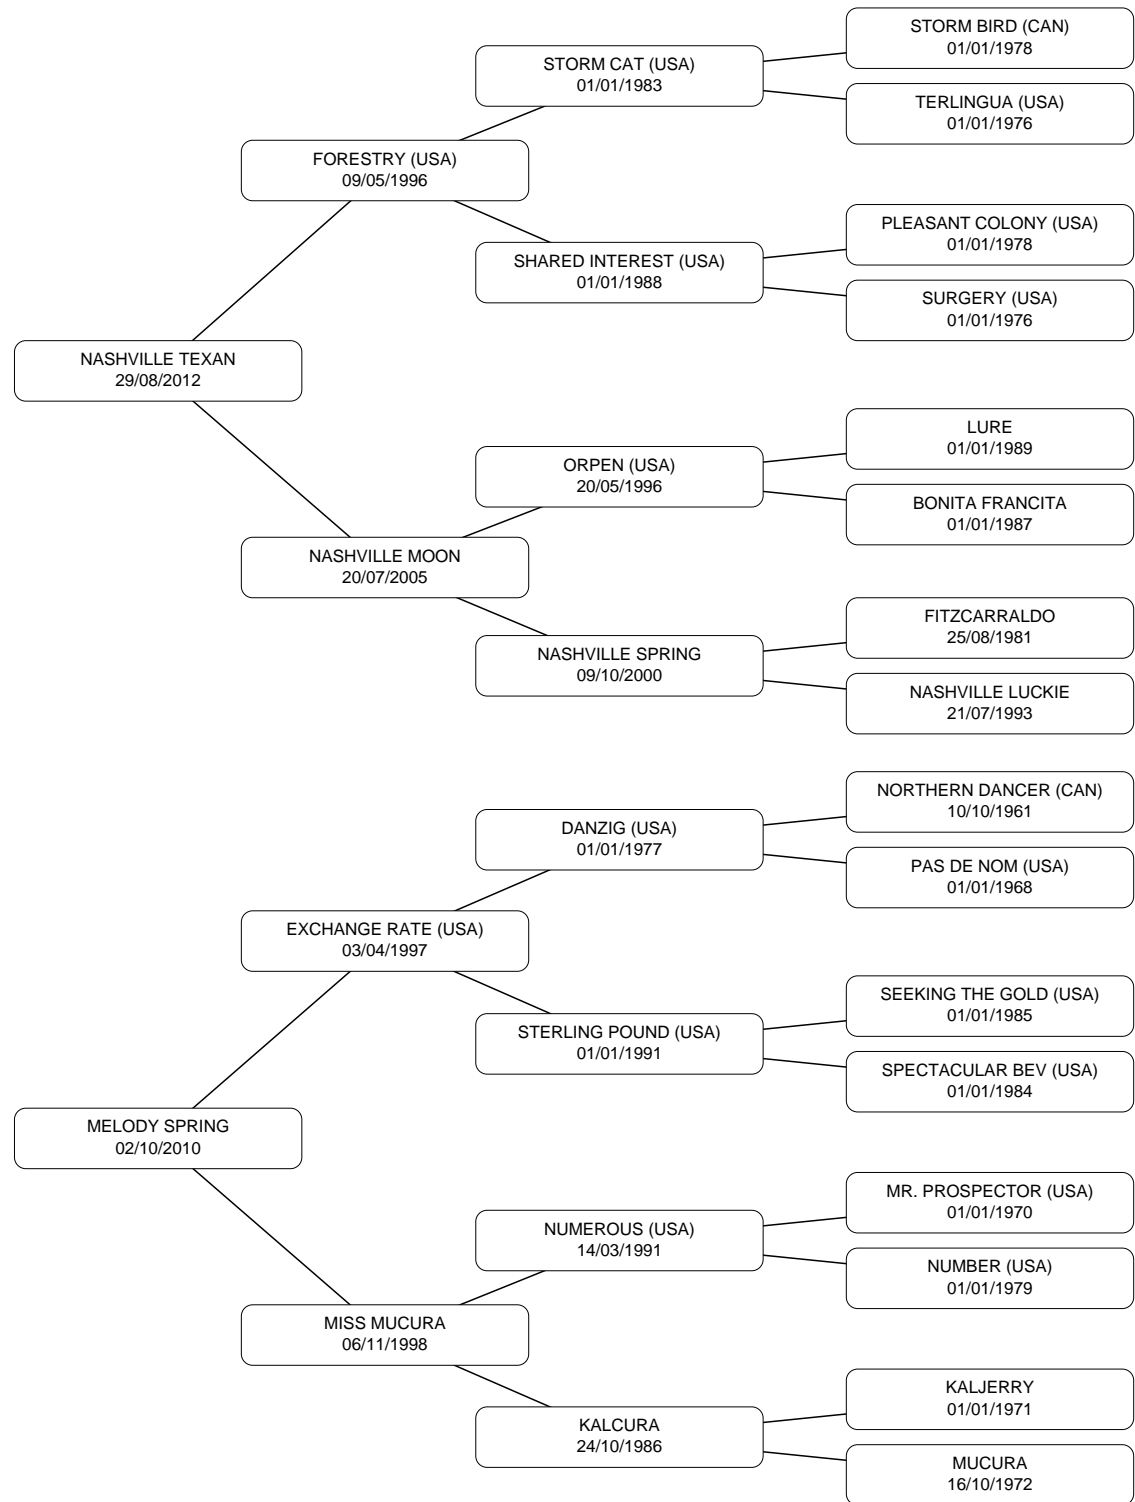 STORM BIRD (CAN)
01/01/1978
STORM CAT (USA)
01/01/1983
TERLINGUA (USA)
01/01/1976
FORESTRY (USA)
09/05/1996
PLEASANT COLONY (USA)
01/01/1978
SHARED INTEREST (USA)
01/01/1988
SURGERY (USA)
01/01/1976
NASHVILLE TEXAN
29/08/2012
LURE
01/01/1989
ORPEN (USA)
20/05/1996
BONITA FRANCITA
01/01/1987
NASHVILLE MOON
20/07/2005
FITZCARRALDO
25/08/1981
NASHVILLE SPRING
09/10/2000
NASHVILLE LUCKIE
21/07/1993
NORTHERN DANCER (CAN)
10/10/1961
DANZIG (USA)
01/01/1977
PAS DE NOM (USA)
01/01/1968
EXCHANGE RATE (USA)
03/04/1997
SEEKING THE GOLD (USA)
01/01/1985
STERLING POUND (USA)
01/01/1991
SPECTACULAR BEV (USA)
01/01/1984
MELODY SPRING
02/10/2010
MR. PROSPECTOR (USA)
01/01/1970
NUMEROUS (USA)
14/03/1991
NUMBER (USA)
01/01/1979
MISS MUCURA
06/11/1998
KALJERRY
01/01/1971
KALCURA
24/10/1986
MUCURA
16/10/1972